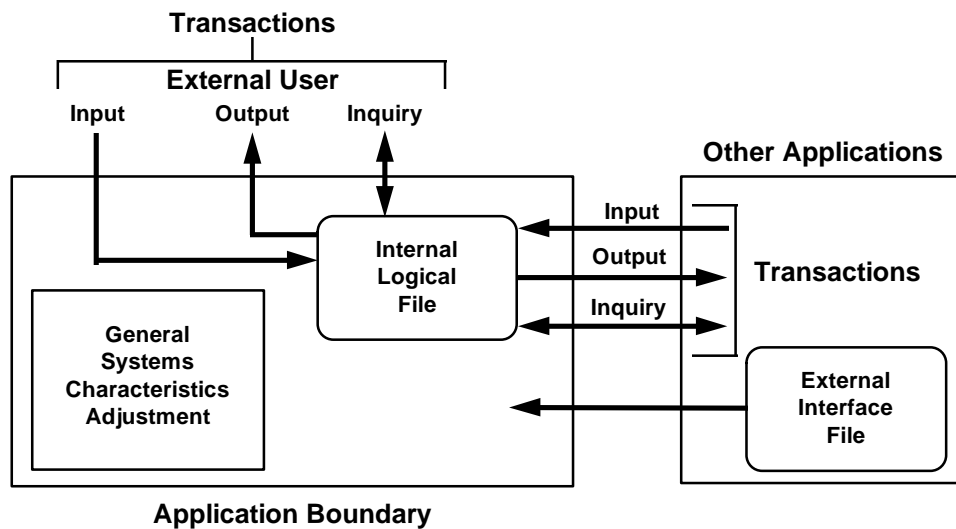 Transactions
External User
Input Output Inquiry
Other Applications
Input
Output
Inquiry
Transactions
Internal
Logical
File
General
Systems
Characteristics
Adjustment
External
Interface
File
Application Boundary